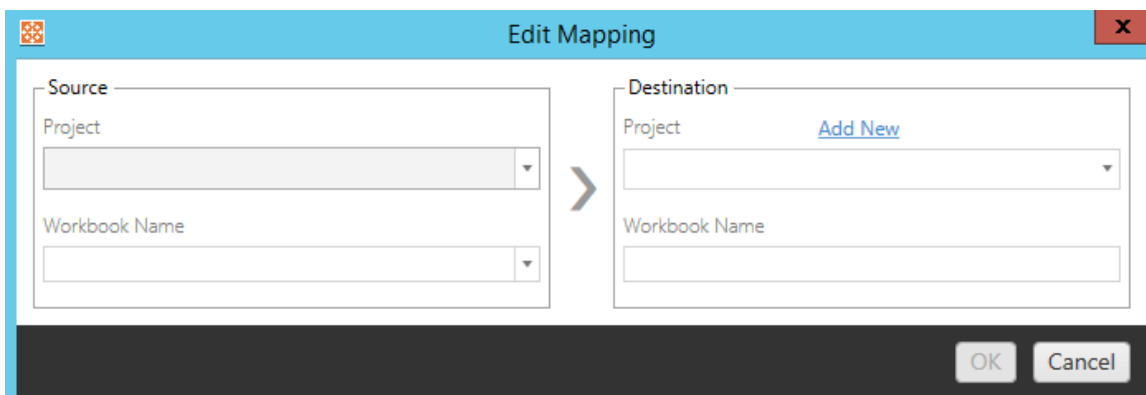 Edit Mapping
x
Source
Project
Workbook Name
Destination
Project Add New
Workbook Name
OK Cancel